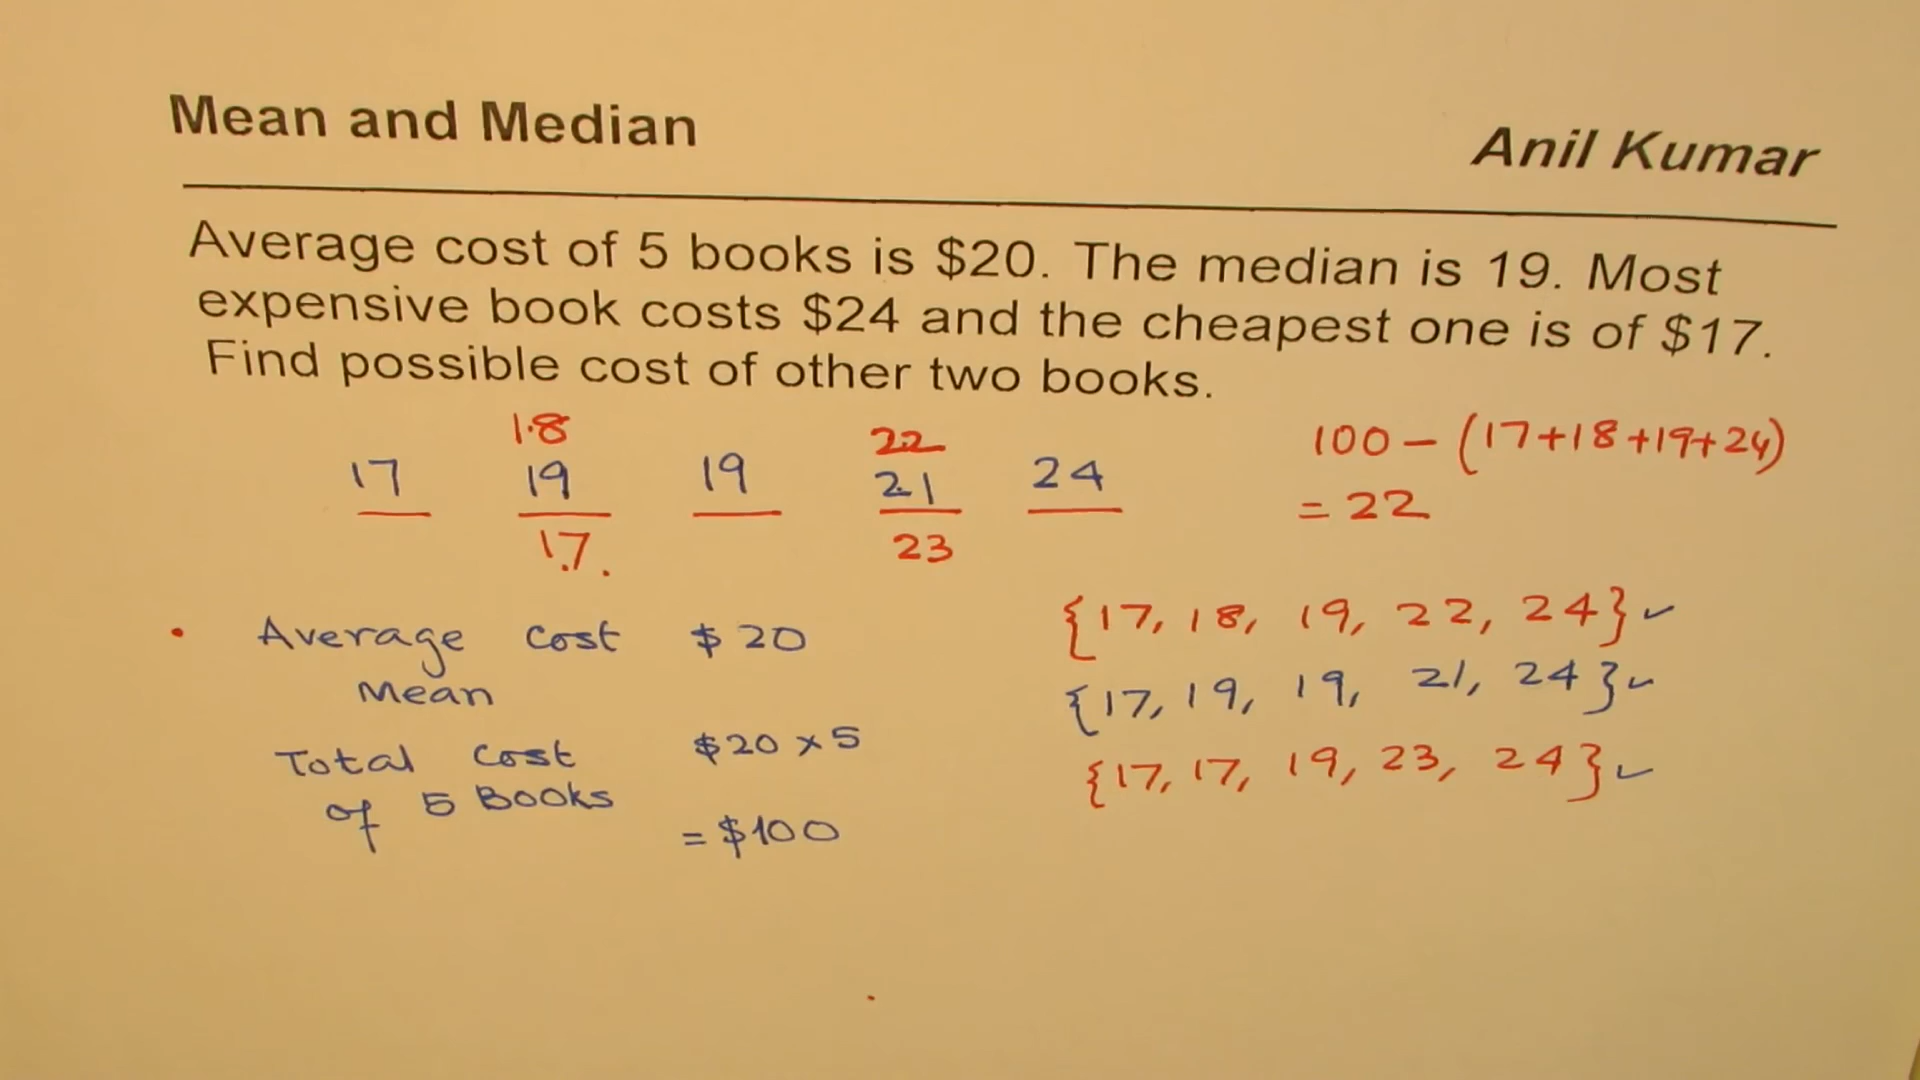 Mean and Median
Anil Kumar
Average cost of 5 books is $20. The median is 19. Most
expensive book costs $24 and the cheapest one is of $17.
Find possible cost of other two books.
18 22
17 19 19 21 24
17. 23
100 - (17+18+19+24)
= 22
Average cost $20
Mean
Total cost $20 x 5
of 5 Books
= $100
{17, 18, 19, 22, 24} ✓
{17, 19, 19, 21, 24} ✓
{17, 17, 19, 23, 24} ✓